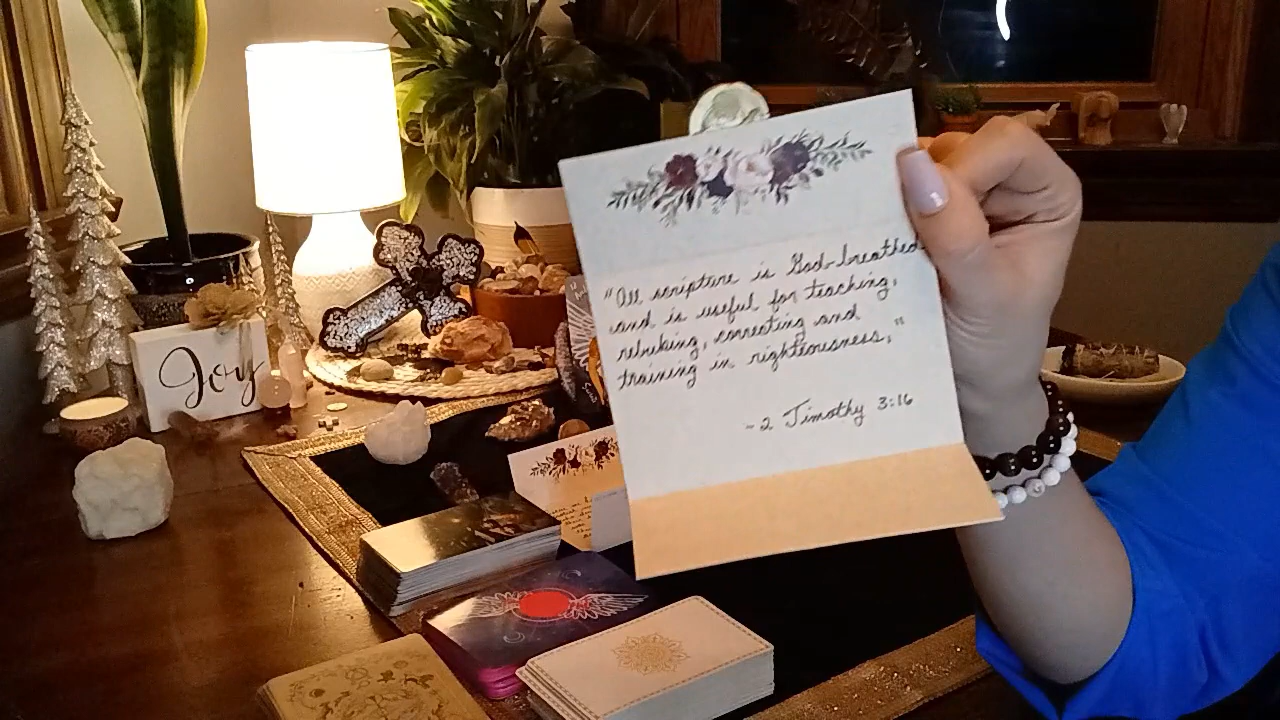 "All scripture is God-breathed
and is useful for teaching,
rebuking, correcting and
training in righteousness,"
-2 Timothy 3:16
Joy